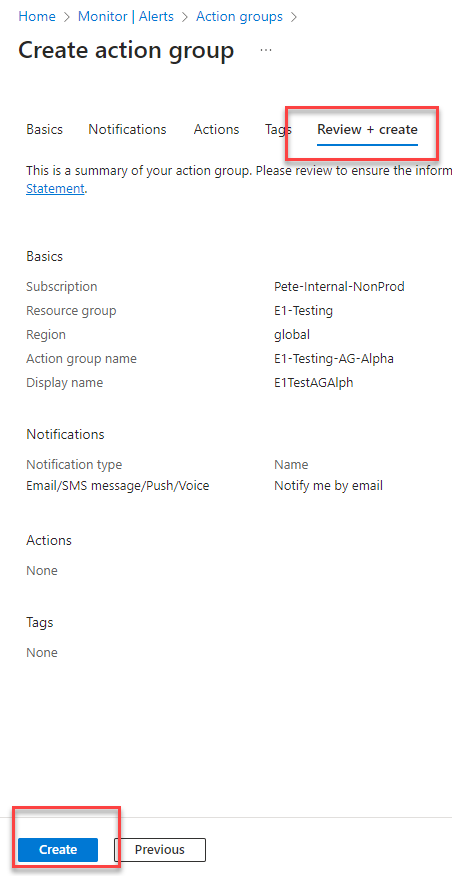 Home > Monitor | Alerts > Action groups >
Create action group ...
Basics Notifications Actions Tags Review + create
This is a summary of your action group. Please review to ensure the inform
Statement.
Basics
Subscription Pete-Internal-NonProd
Resource group E1-Testing
Region global
Action group name E1-Testing-AG-Alpha
Display name E1TestAGAlph
Notifications
Notification type Name
Email/SMS message/Push/Voice Notify me by email
Actions
None
Tags
None
Create Previous